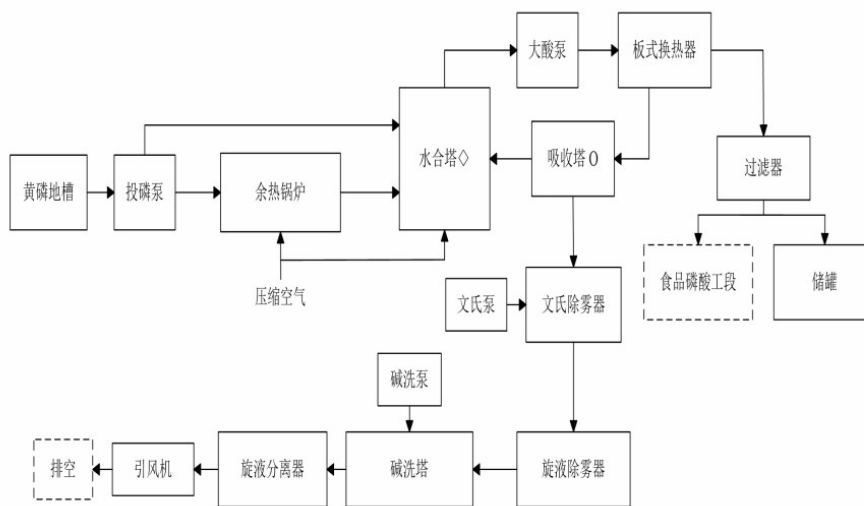 大酸泵
板式换热器
水合塔◇
吸收塔 0
过滤器
黄磷地槽
投磷泵
余热锅炉
食品磷酸工段
储罐
压缩空气
文氏泵
文氏除雾器
碱洗泵
排空
引风机
旋液分离器
碱洗塔
旋液除雾器